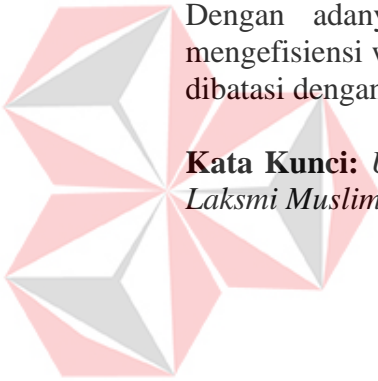 Dengan adany
mengefisiensi
dibatasi dengan
Kata Kunci:
Laksmi Muslim